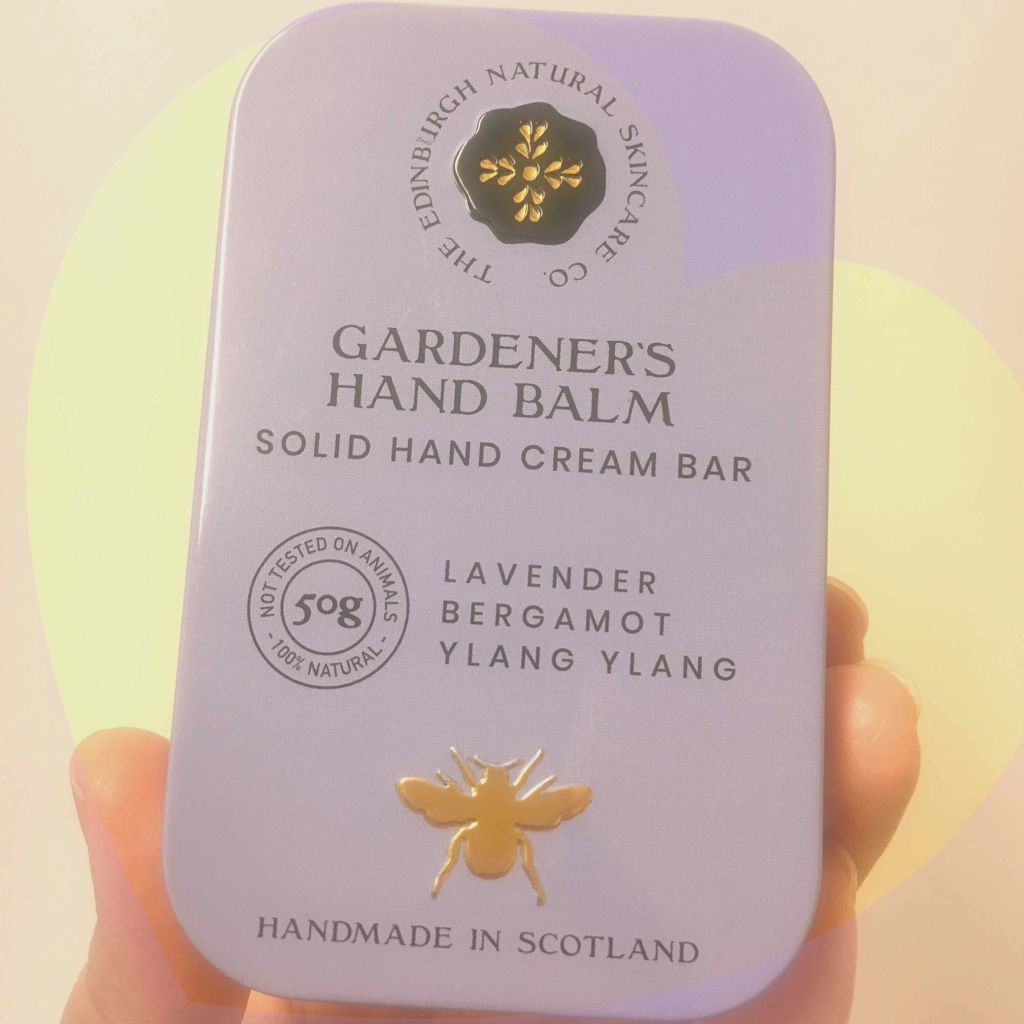 THE EDINBURGH NATURAL SKINCARE CO.
GARDENER'S
HAND BALM
SOLID HAND CREAM BAR
NOT TESTED ON ANIMALS
50g
- 100% NATURAL -
LAVENDER
BERGAMOT
YLANG YLANG
HANDMADE IN SCOTLAND